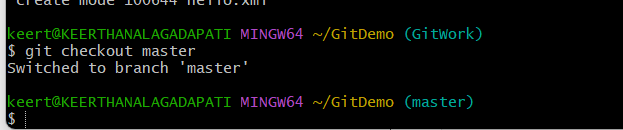 create mode 100644 hello.xml
keert@KEERTHANALAGADAPATI MINGW64 ~/GitDemo (GitWork)
$ git checkout master
Switched to branch 'master'
keert@KEERTHANALAGADAPATI MINGW64 ~/GitDemo (master)
$